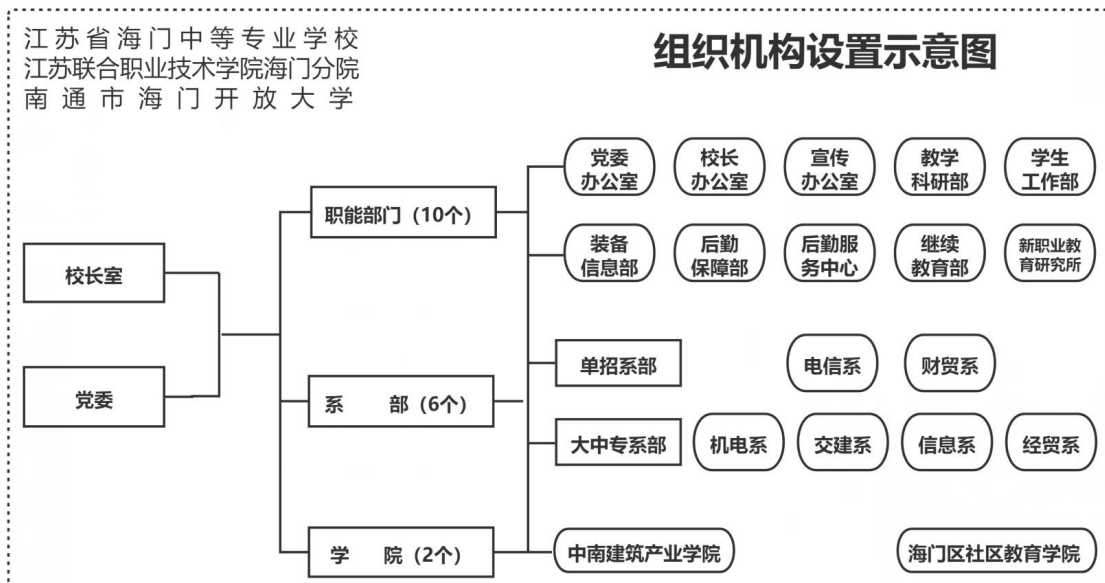 江苏省海门中等专业学校
江苏联合职业技术学院海门分院
南通市海门开放大学
组织机构设置示意图
校长室
党委
职能部门（10个）
党委
办公室
校长
办公室
宣传
办公室
教学
科研部
学生
工作部
装备
信息部
后勤
保障部
后勤服
务中心
继续
教育部
新职业教
育研究所
系 部（6个）
单招系部
电信系
财贸系
大中专系部
机电系
交建系
信息系
经贸系
学 院（2个）
中南建筑产业学院
海门区社区教育学院